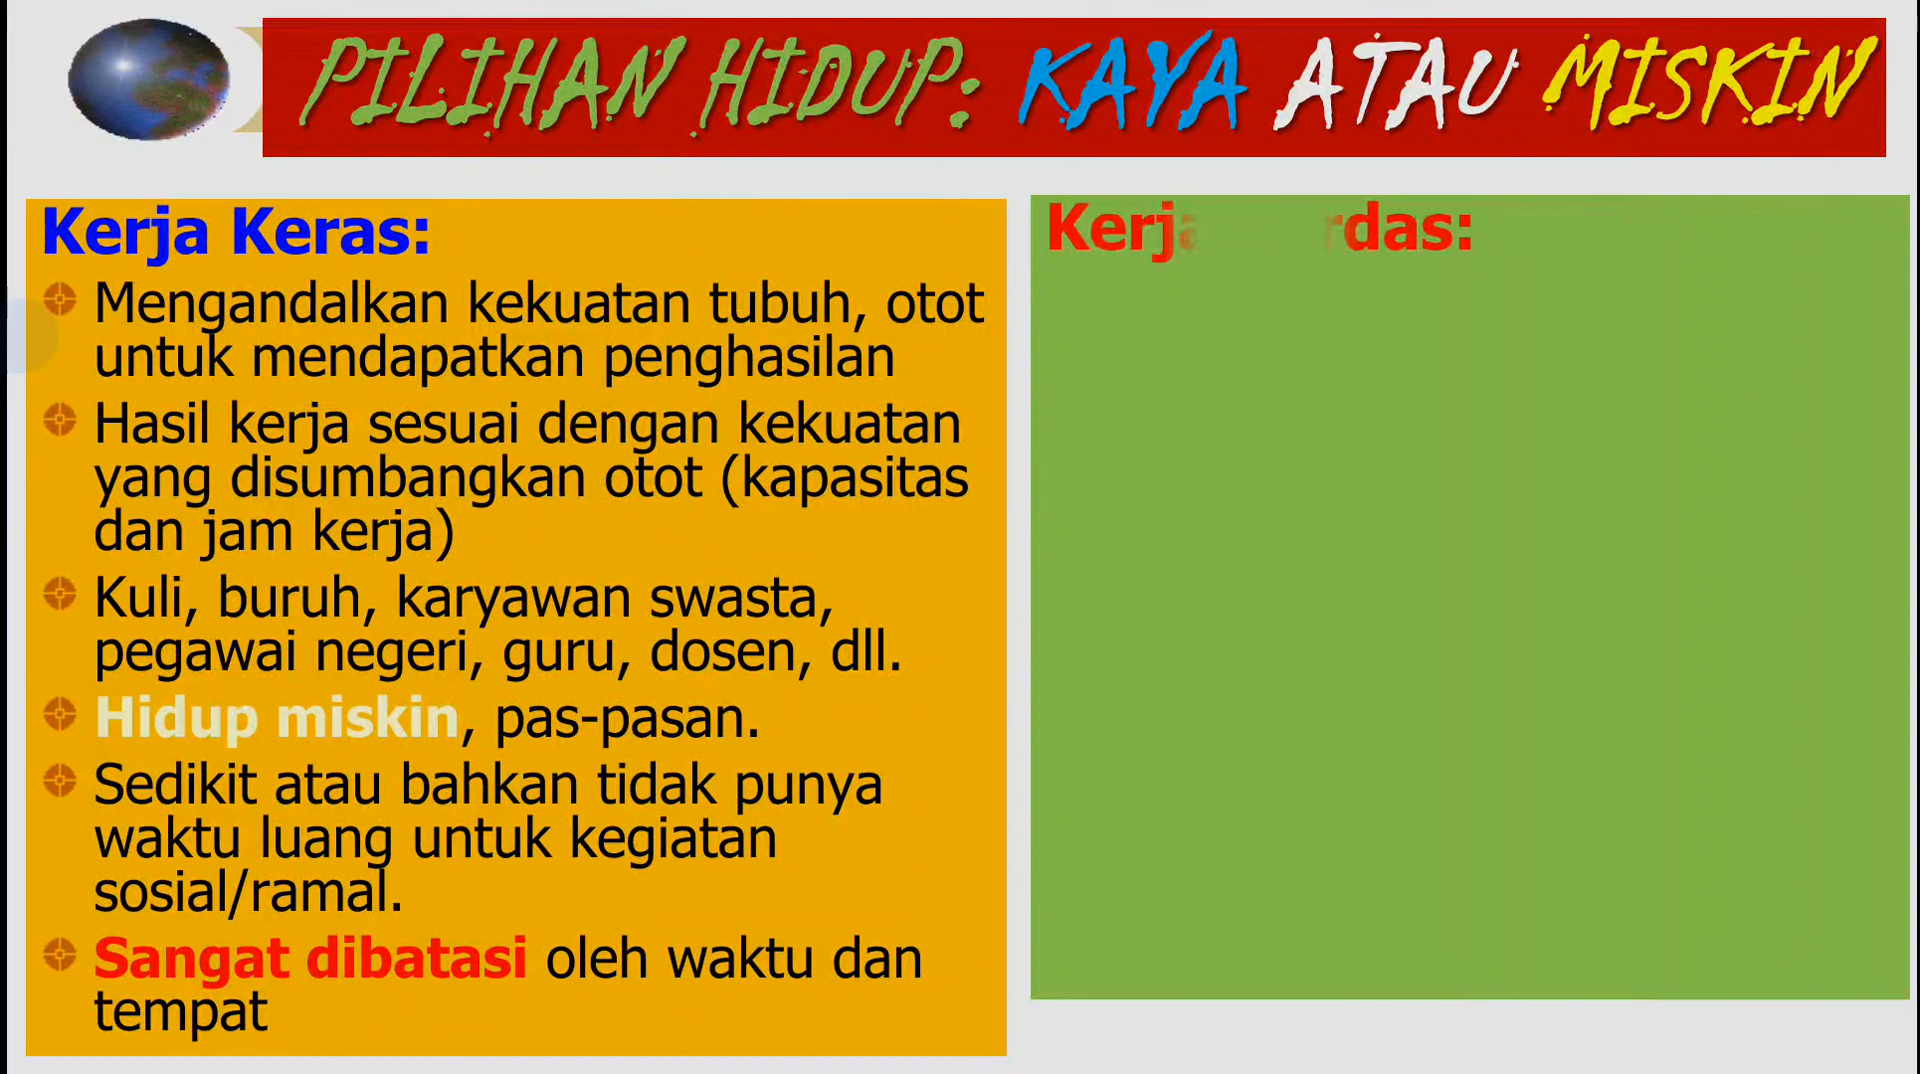 PILIHAN HIDUP: KAYA ATAU MISKIN
Kerja Keras:
Mengandalkan kekuatan tubuh, otot
untuk mendapatkan penghasilan
Hasil kerja sesuai dengan kekuatan
yang disumbangkan otot (kapasitas
dan jam kerja)
Kuli, buruh, karyawan swasta,
pegawai negeri, guru, dosen, dll.
Hidup miskin, pas-pasan.
Sedikit atau bahkan tidak punya
waktu luang untuk kegiatan
sosial/ramal.
Sangat dibatasi oleh waktu dan
tempat